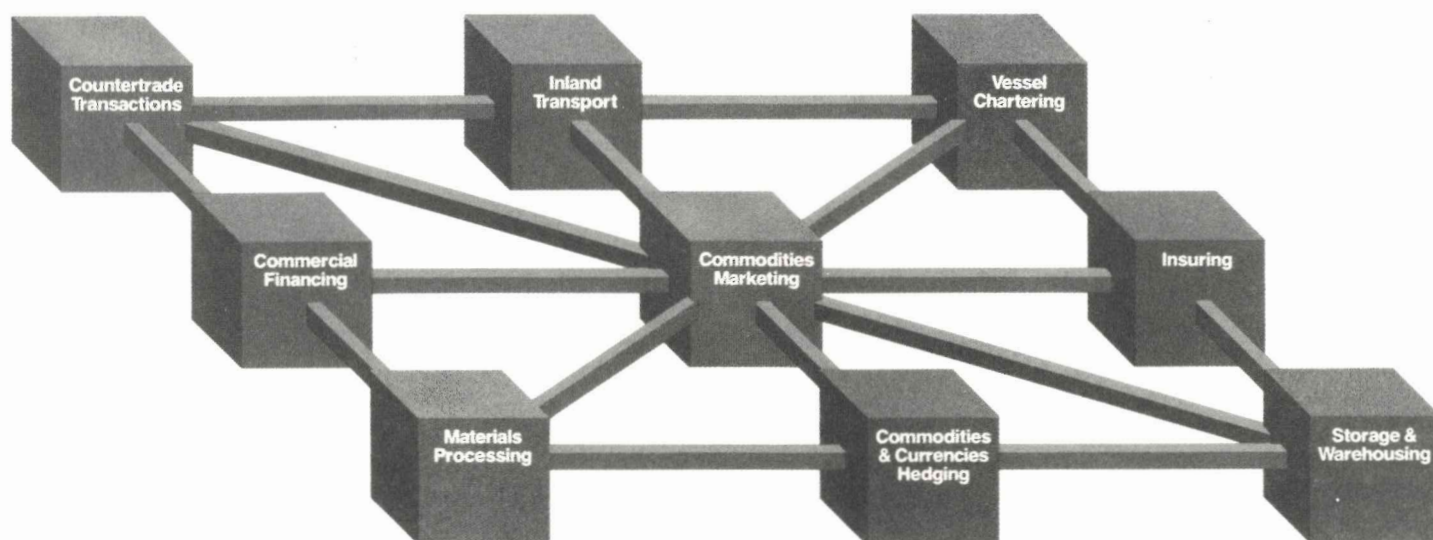 Countertrade
Transactions
Inland
Transport
Vessel
Chartering
Commercial
Financing
Commodities
Marketing
Insuring
Materials
Processing
Commodities
& Currencies
Hedging
Storage &
Warehousing